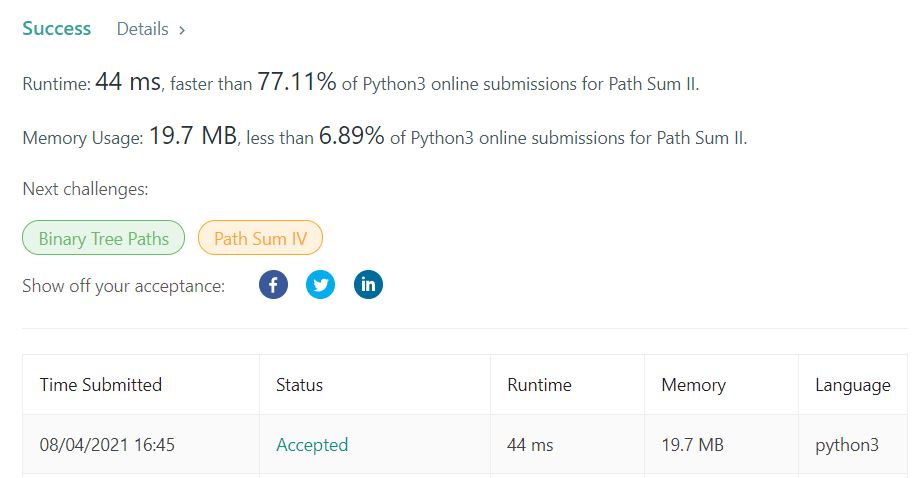 Success Details >
Runtime: 44 ms, faster than 77.11% of Python3 online submissions for Path Sum II.
Memory Usage: 19.7 MB, less than 6.89% of Python3 online submissions for Path Sum II.
Next challenges:
Binary Tree Paths Path Sum IV
Show off your acceptance: f in
Time Submitted Status Runtime Memory Language
08/04/2021 16:45 Accepted 44 ms 19.7 MB python3